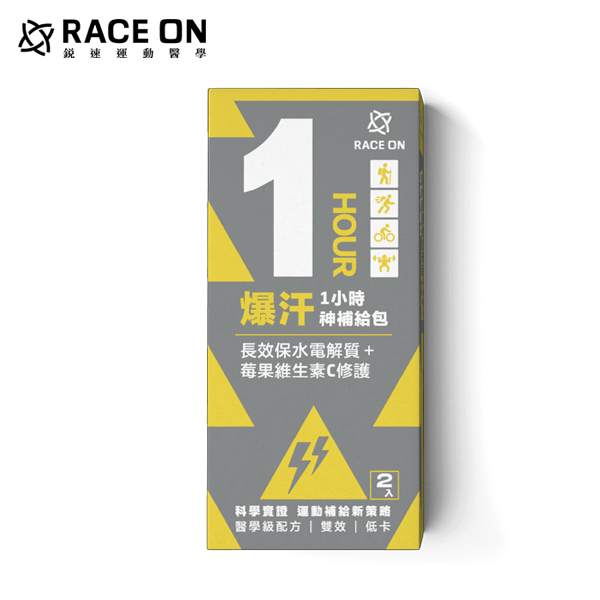 RACE ON
銳速運動醫學
RACE ON
1
HOUR
爆汗
1小時
神補給包
長效保水電解質+
莓果維生素C修護
2入
科學實證 運動補給新策略
醫學級配方 | 雙效 | 低卡